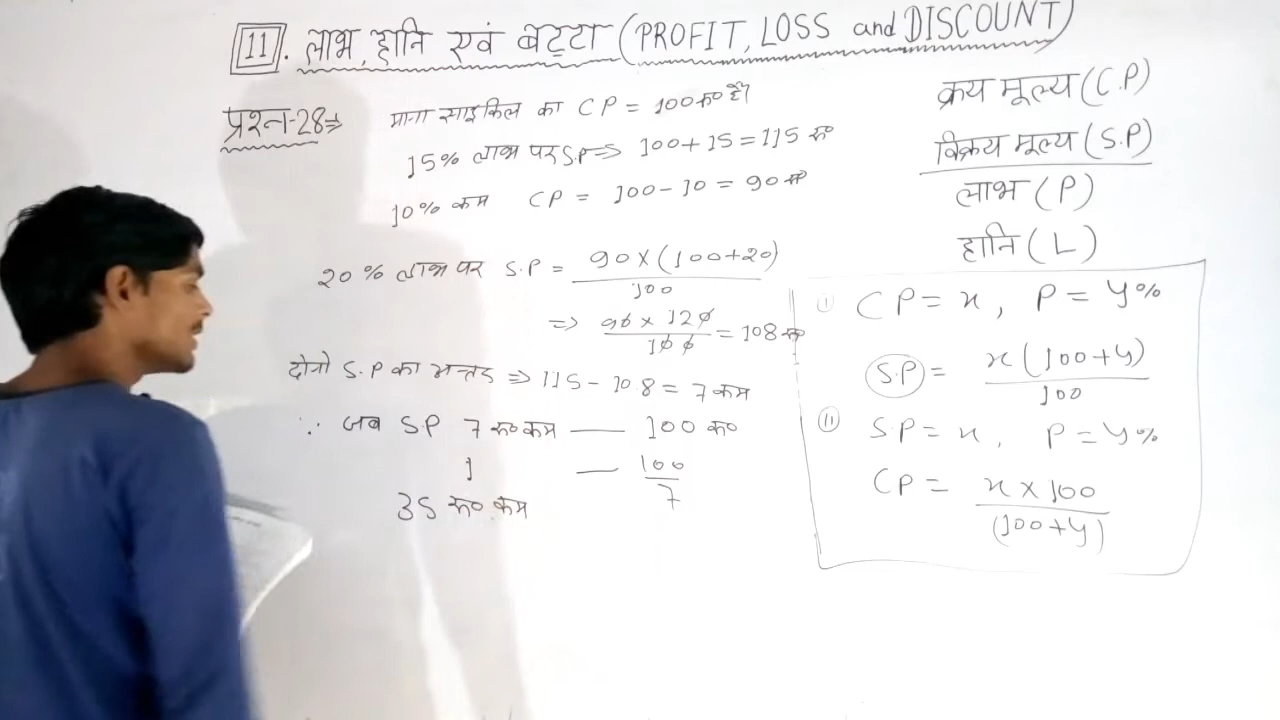 11. लाभ, हानि एवं बट्टा (PROFIT, LOSS and DISCOUNT)
प्रश्न-28⇒ माना साइकिल का CP = 100 रु० है।
15% लाभ पर S.P ⇒ 100+15=115 रु०
10% कम CP = 100-10 = 90 रु०
20% लाभ पर S.P = 90×(100+20)/100
⇒ 90×120/100 = 108 रु०
दोनों S.P का अन्तर ⇒ 115-108=7 कम
∵ जब S.P 7 रु० कम — 100 रु०
1 — 100/7
35 रु० कम
क्रय मूल्य (C.P)
विक्रय मूल्य (S.P)
लाभ (P)
हानि (L)
(I) CP=x, P=y%
S.P = x(100+y)/100
(II) S.P=x, P=y%
CP = x×100/(100+y)